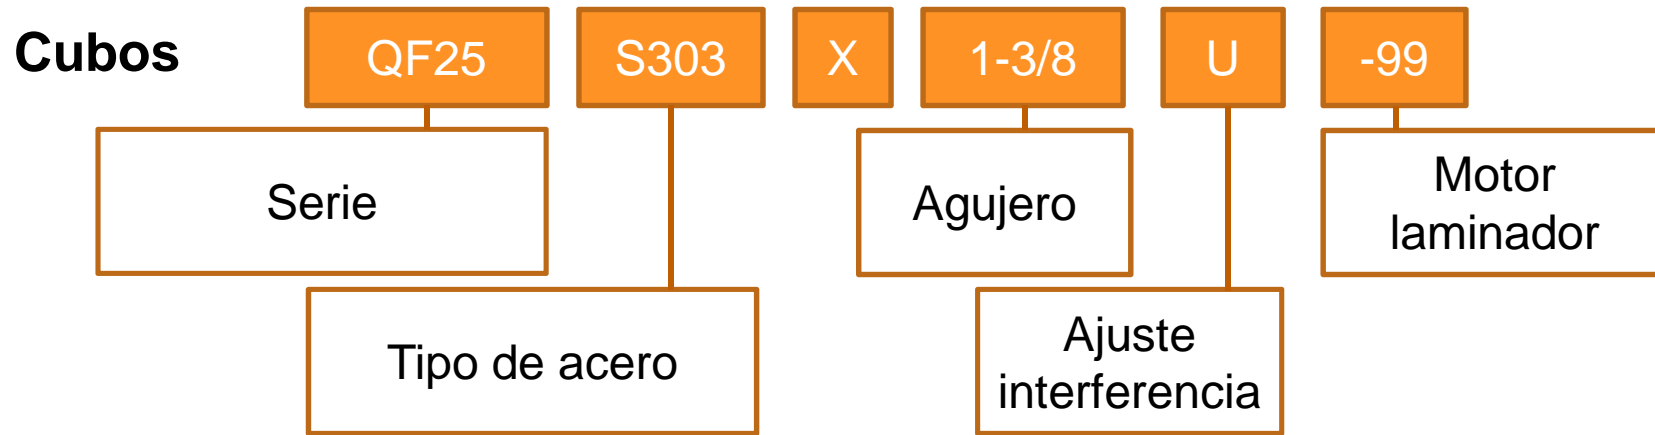 Cubos QF25 S303 X 1-3/8 U -99
Serie
Agujero
Motor
laminador
Tipo de acero
Ajuste
interferencia